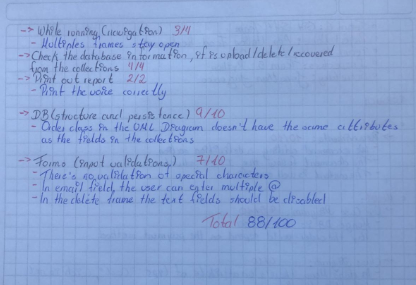 -> While running (navigation) 3/4
- Multiples frames stay open
-> Check the database information, if is upload/delete/recovered
from the collections 4/4
-> Print out report 2/2
- Print the voice correctly
-> DB (structure and persistence) 9/10
- Order class in the UML Diagram doesn't have the same attributes
as the fields in the collections
-> Forms (input validations) 7/10
- There's no validation of special characters
- In email field, the user can enter multiple @
- In the delete frame the text fields should be disabled
Total 88/100